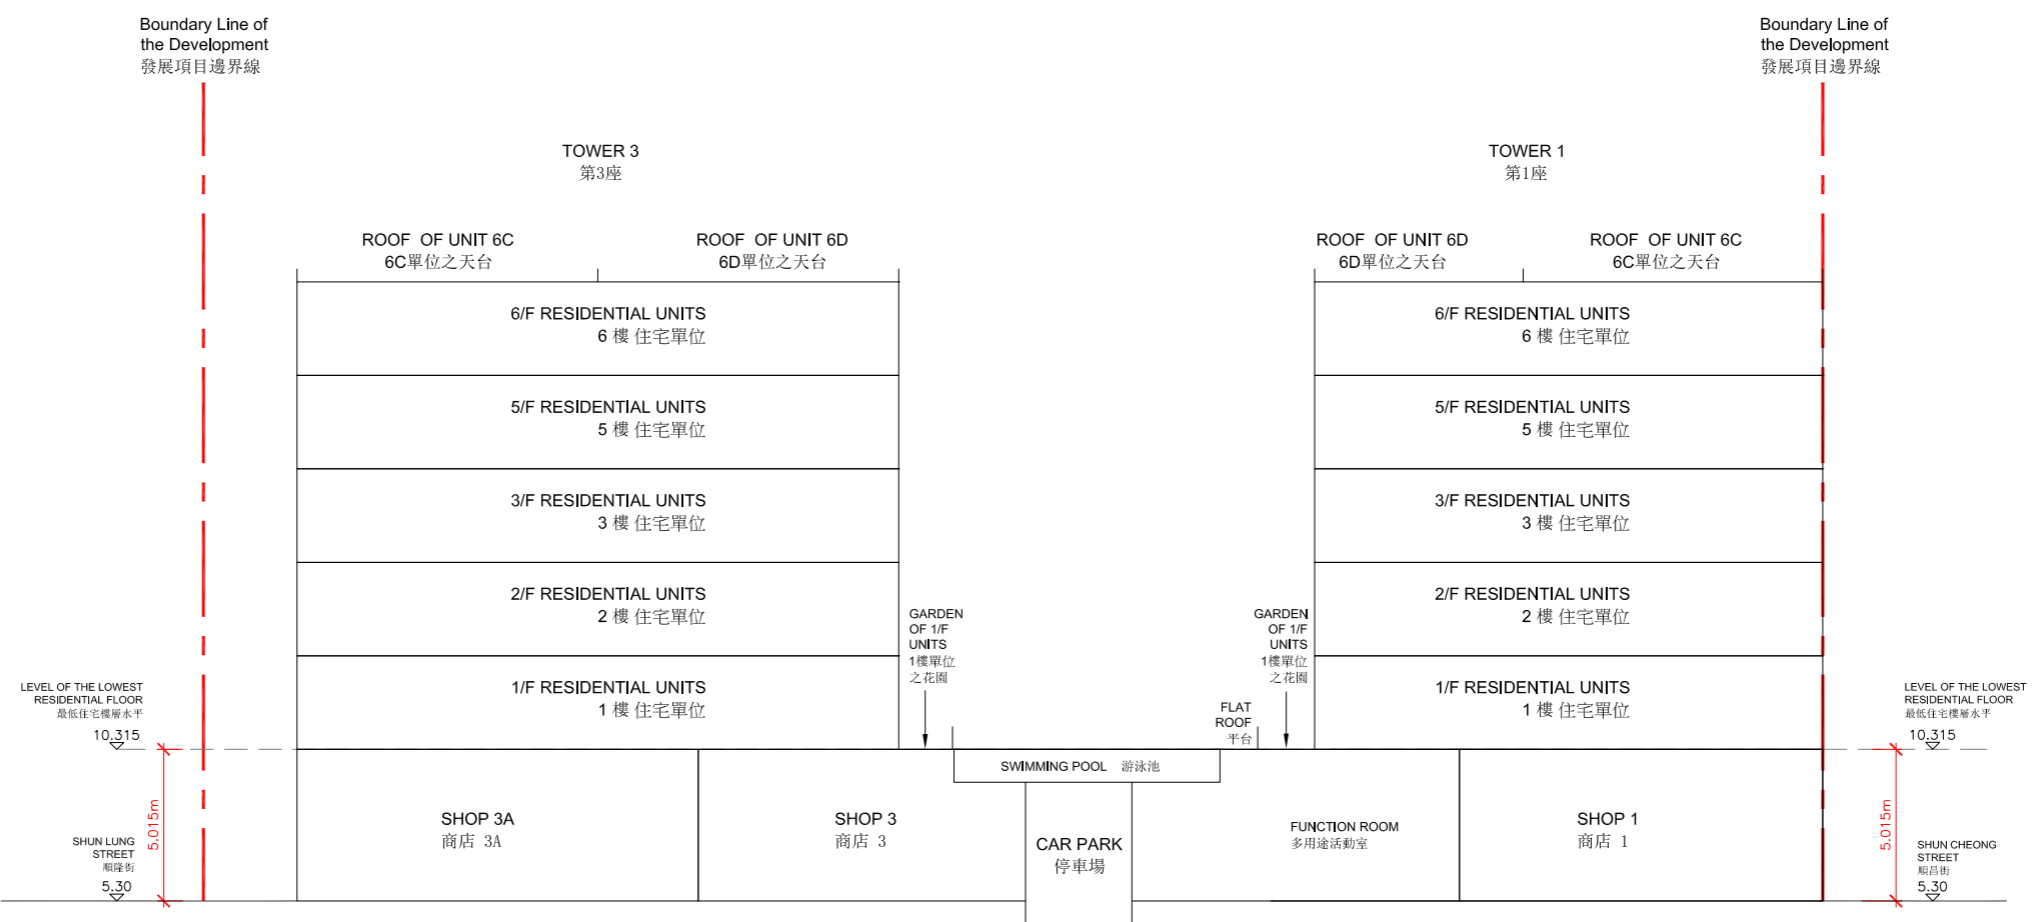 Boundary Line of
the Development
發展項目邊界線
Boundary Line of
the Development
發展項目邊界線
TOWER 3
第3座
TOWER 1
第1座
ROOF OF UNIT 6C
6C單位之天台
ROOF OF UNIT 6D
6D單位之天台
ROOF OF UNIT 6D
6D單位之天台
ROOF OF UNIT 6C
6C單位之天台
6/F RESIDENTIAL UNITS
6 樓 住宅單位
6/F RESIDENTIAL UNITS
6 樓 住宅單位
5/F RESIDENTIAL UNITS
5 樓 住宅單位
5/F RESIDENTIAL UNITS
5 樓 住宅單位
3/F RESIDENTIAL UNITS
3 樓 住宅單位
3/F RESIDENTIAL UNITS
3 樓 住宅單位
2/F RESIDENTIAL UNITS
2 樓 住宅單位
2/F RESIDENTIAL UNITS
2 樓 住宅單位
GARDEN
OF 1/F
UNITS
1樓單位
之花園
GARDEN
OF 1/F
UNITS
1樓單位
之花園
1/F RESIDENTIAL UNITS
1 樓 住宅單位
1/F RESIDENTIAL UNITS
1 樓 住宅單位
LEVEL OF THE LOWEST
RESIDENTIAL FLOOR
最低住宅樓層水平
10.315
FLAT
ROOF
平台
LEVEL OF THE LOWEST
RESIDENTIAL FLOOR
最低住宅樓層水平
10.315
SWIMMING POOL 游泳池
5.015m
SHOP 3A
商店 3A
SHOP 3
商店 3
CAR PARK
停車場
FUNCTION ROOM
多用途活動室
SHOP 1
商店 1
5.015m
SHUN LUNG
STREET
順隆街
5.30
SHUN CHEONG
STREET
順昌街
5.30